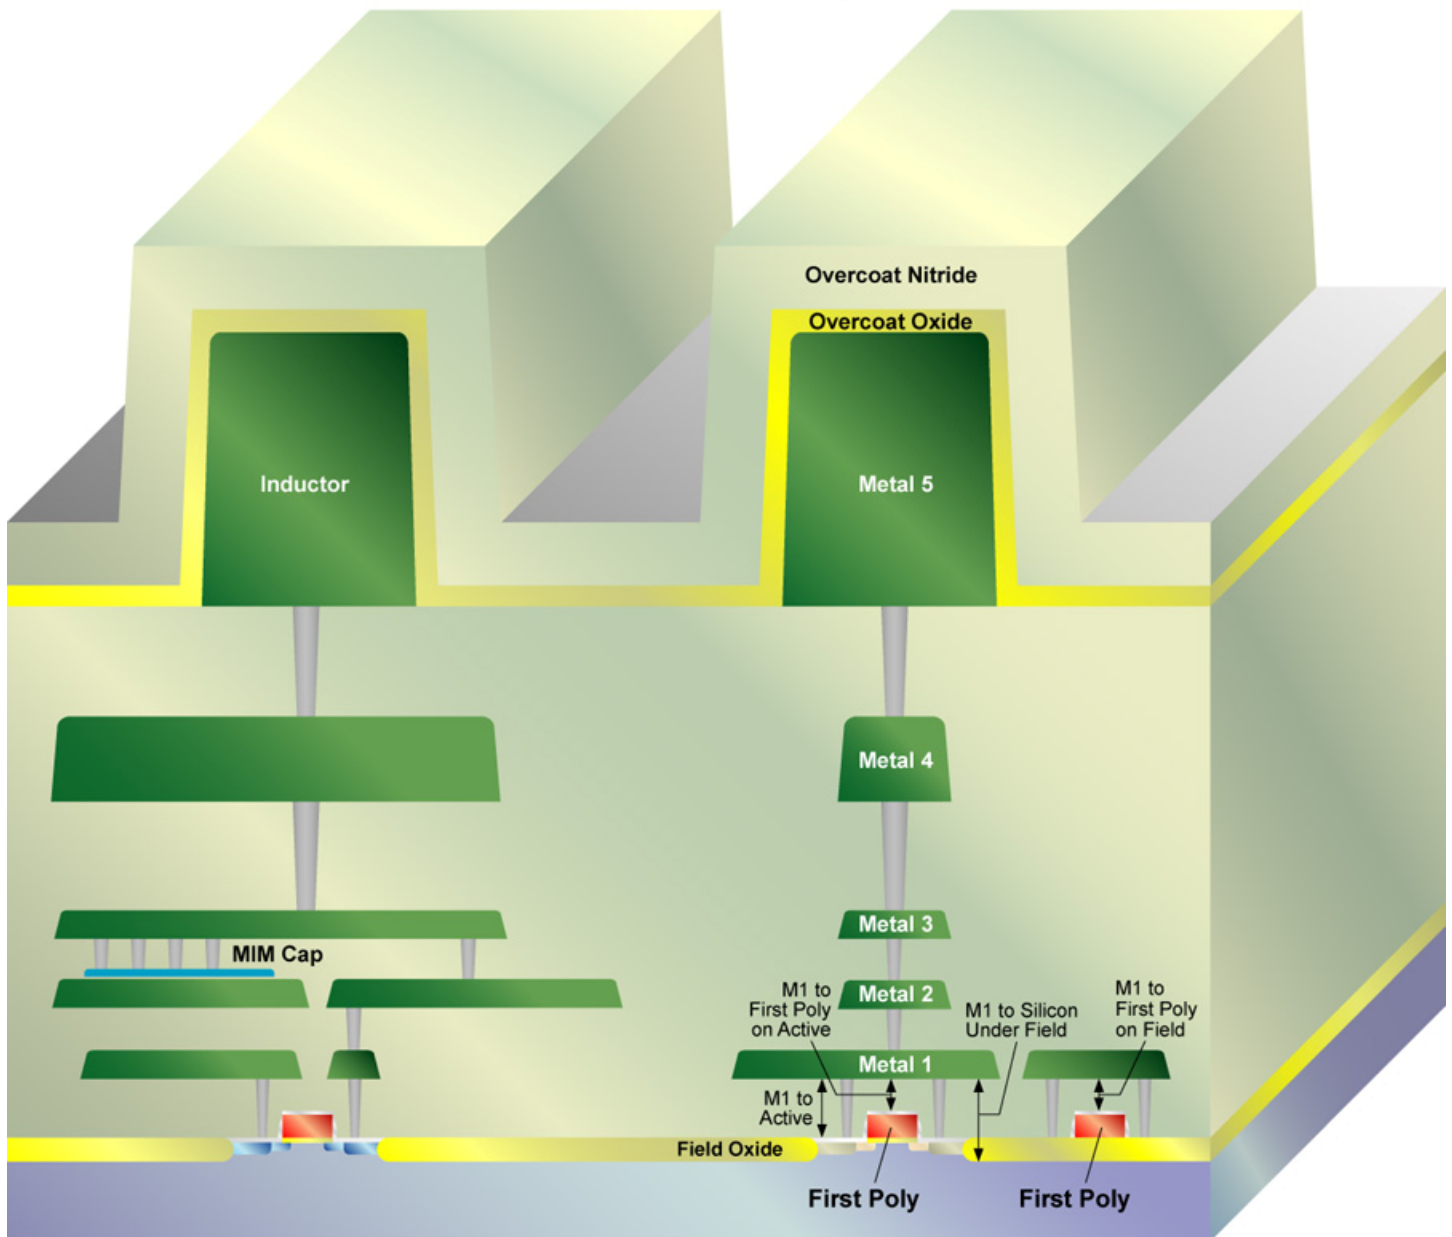 Overcoat Nitride
Overcoat Oxide
Inductor
Metal 5
Metal 4
Metal 3
MIM Cap
Metal 2
M1 to
First Poly
on Active
M1 to Silicon
Under Field
M1 to
First Poly
on Field
Metal 1
M1 to
Active
Field Oxide
First Poly
First Poly